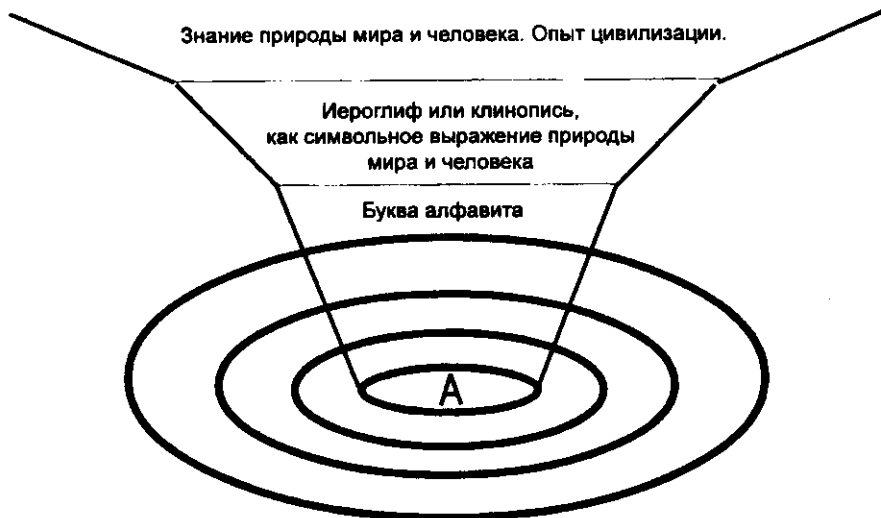 Знание природы мира и человека. Опыт цивилизации.
Иероглиф или клинопись,
как символьное выражение природы
мира и человека
Буква алфавита
А